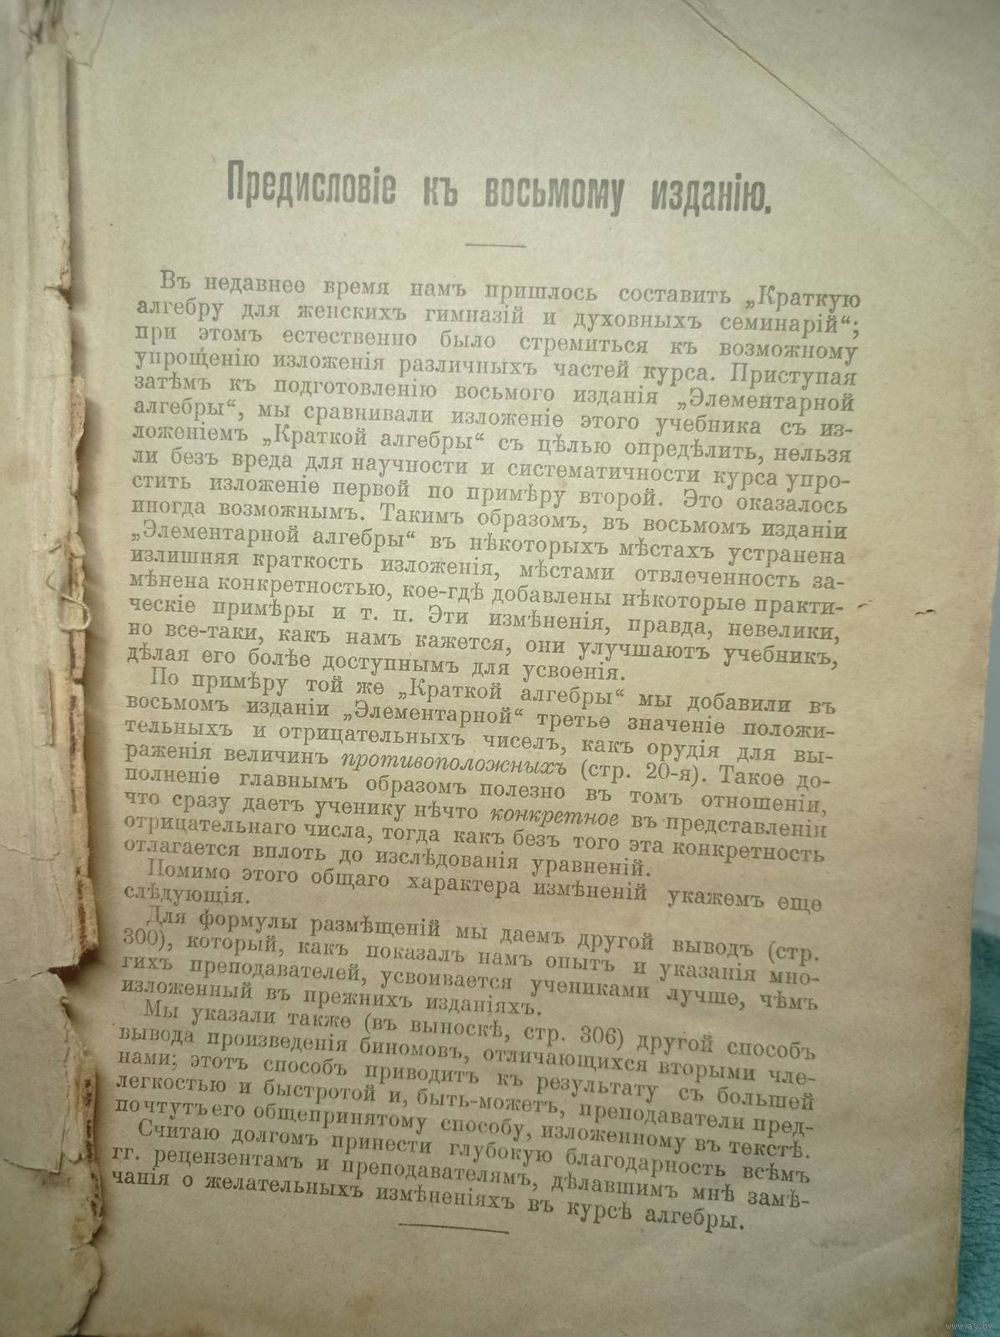 Предисловіе къ восьмому изданію.
Въ недавнее время намъ пришлось составить „Краткую
алгебру для женскихъ гимназій и духовныхъ семинарій“;
при этомъ естественно было стремиться къ возможному
упрощенію изложенія различныхъ частей курса. Приступая
затѣмъ къ подготовленію восьмого изданія „Элементарной
алгебры“, мы сравнивали изложеніе этого учебника съ из-
ложеніемъ „Краткой алгебры“ съ цѣлью опредѣлить, нельзя
ли безъ вреда для научности и систематичности курса упро-
стить изложеніе первой по примѣру второй. Это оказалось
иногда возможнымъ. Такимъ образомъ, въ восьмомъ изданіи
„Элементарной алгебры“ въ нѣкоторыхъ мѣстахъ устранена
излишняя краткость изложенія, мѣстами отвлеченность за-
мѣнена конкретностью, кое-гдѣ добавлены нѣкоторые практи-
ческіе примѣры и т. п. Эти измѣненія, правда, невелики,
но все-таки, какъ намъ кажется, они улучшаютъ учебникъ,
дѣлая его болѣе доступнымъ для усвоенія.
По примѣру той же „Краткой алгебры“ мы добавили въ
восьмомъ изданіи „Элементарной“ третье значеніе положи-
тельныхъ и отрицательныхъ чиселъ, какъ орудія для вы-
раженія величинъ противоположныхъ (стр. 20-я). Такое до-
полненіе главнымъ образомъ полезно въ томъ отношеніи,
что сразу даетъ ученику нѣчто конкретное въ представленіи
отрицательнаго числа, тогда какъ безъ того эта конкретность
отлагается вплоть до изслѣдованія уравненій.
Помимо этого общаго характера измѣненій укажемъ еще
слѣдующія.
Для формулы размѣщеній мы даемъ другой выводъ (стр.
300), который, какъ показалъ намъ опытъ и указанія мно-
гихъ преподавателей, усвоивается учениками лучше, чѣмъ
изложенный въ прежнихъ изданіяхъ.
Мы указали также (въ выноскѣ, стр. 306) другой способъ
вывода произведенія биномовъ, отличающихся вторыми чле-
нами; этотъ способъ приводитъ къ результату съ большей
легкостью и быстротой и, быть-можетъ, преподаватели пред-
почтутъ его общепринятому способу, изложенному въ текстѣ.
Считаю долгомъ принести глубокую благодарность всѣмъ
гг. рецензентамъ и преподавателямъ, дѣлавшимъ мнѣ замѣ-
чанія о желательныхъ измѣненіяхъ въ курсѣ алгебры.
www.ay.by